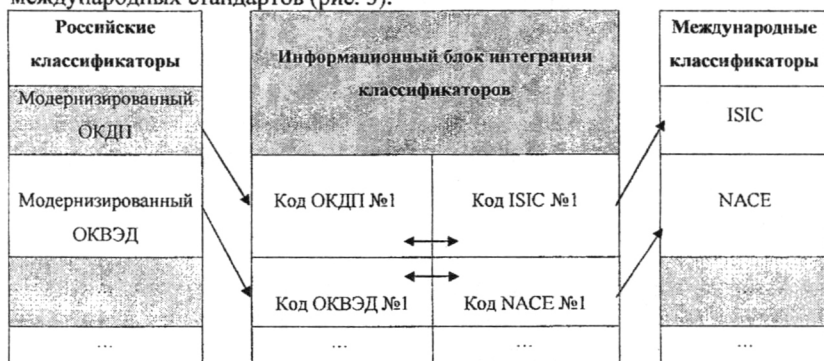 международных стандартов (рис. 3).
Российские
классификаторы
Модернизированный
ОКДП
Модернизированный
ОКВЭД
...
...
Информационный блок интеграции
классификаторов
Код ОКДП №1
Код ISIC №1
Код ОКВЭД №1
Код NACE №1
...
...
Международные
классификаторы
ISIC
NACE
...
...